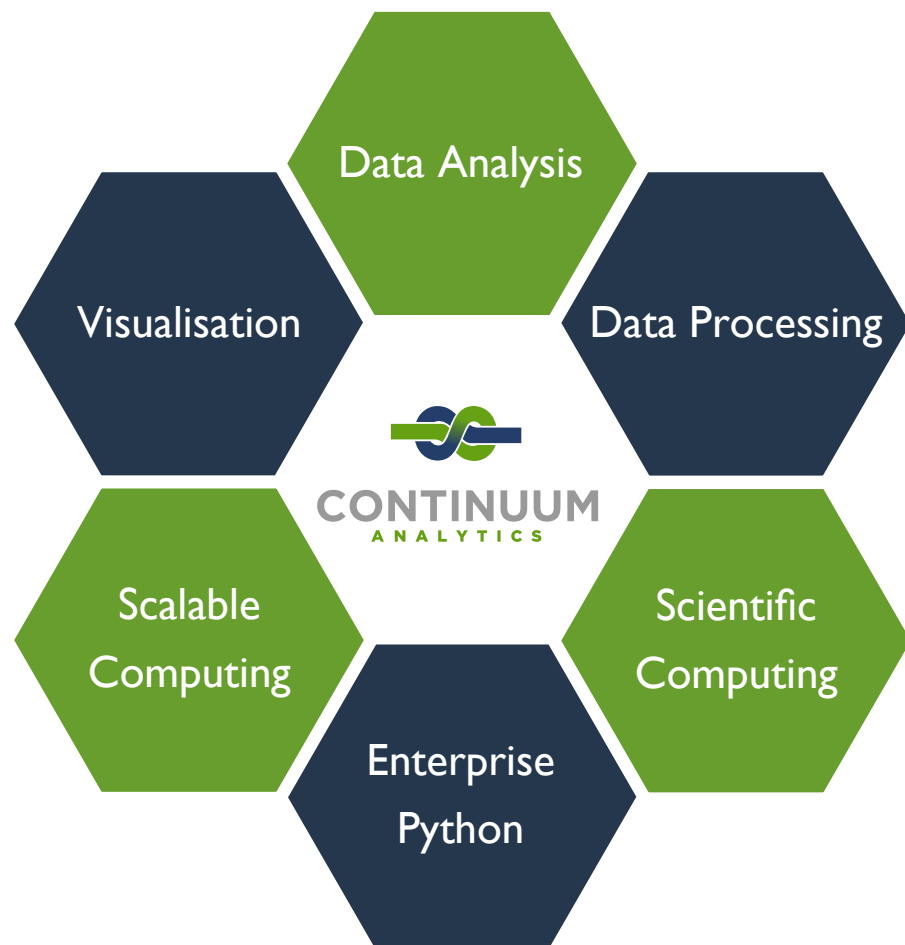 Data Analysis
Visualisation
Data Processing
CONTINUUM
ANALYTICS
Scalable
Computing
Scientific
Computing
Enterprise
Python